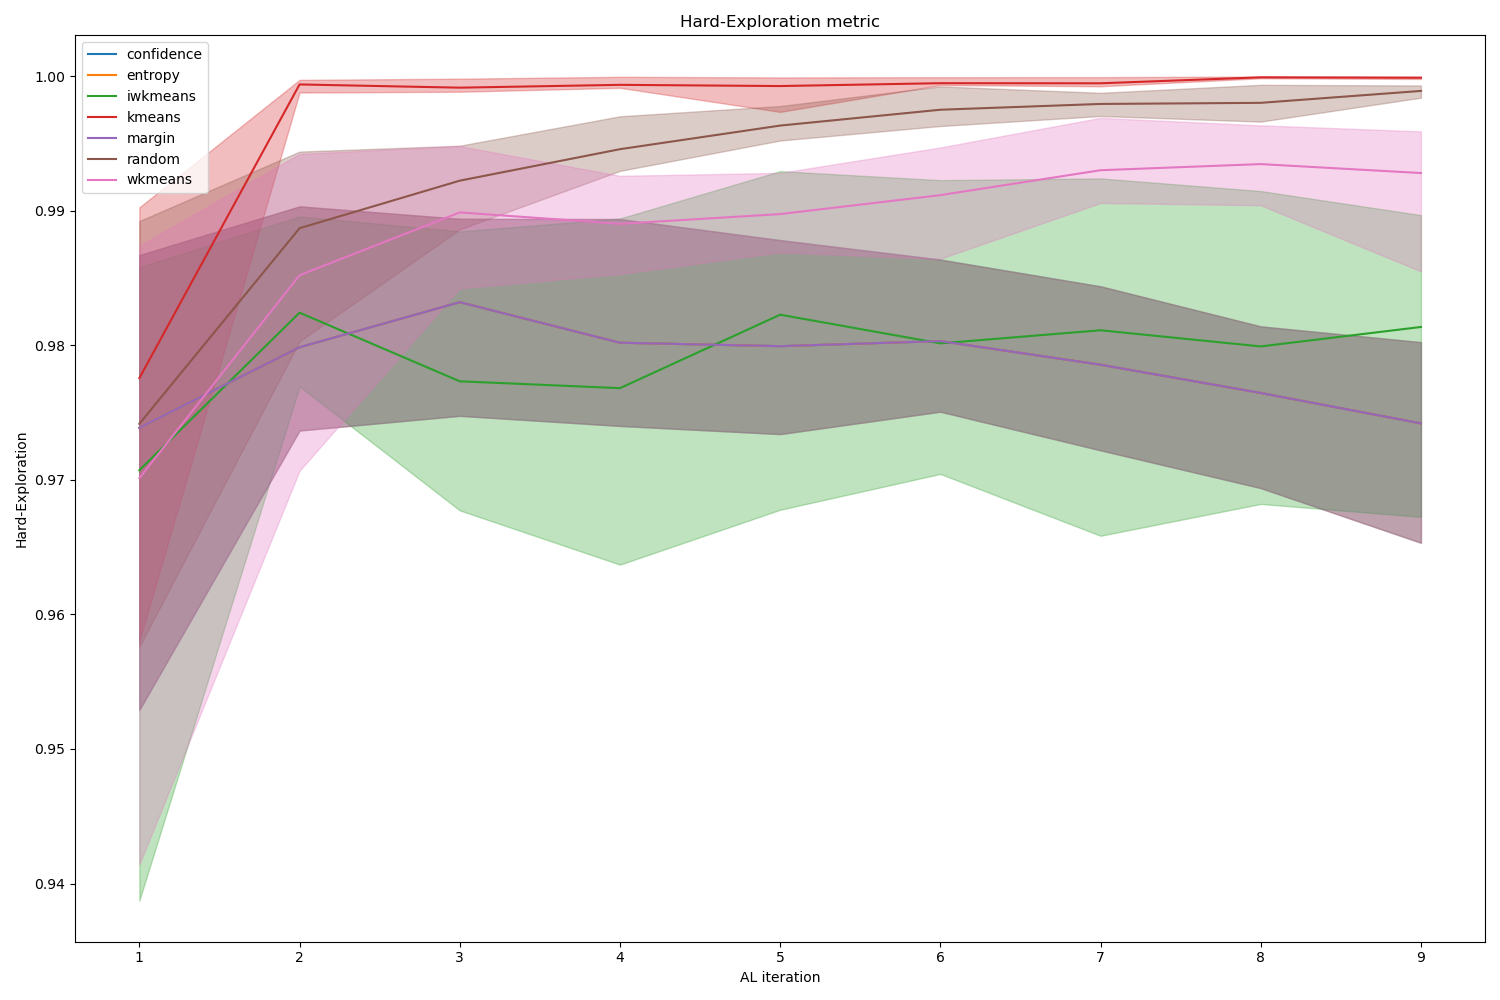 Hard-Exploration metric
confidence
entropy
iwkmeans
kmeans
margin
random
wkmeans
Hard-Exploration
1.00
0.99
0.98
0.97
0.96
0.95
0.94
1 2 3 4 5 6 7 8 9
AL iteration